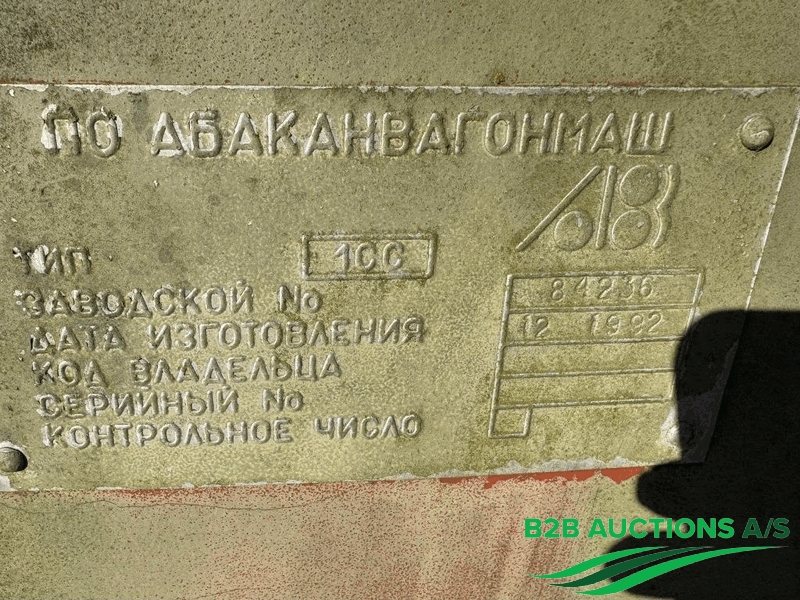 ПО АБАКАНВАГОНМАШ
ТИП 1СС
ЗАВОДСКОЙ No 84236
ДАТА ИЗГОТОВЛЕНИЯ 12 1992
КОД ВЛАДЕЛЬЦА
СЕРИЙНЫЙ No
КОНТРОЛЬНОЕ ЧИСЛО
B2B AUCTIONS A/S